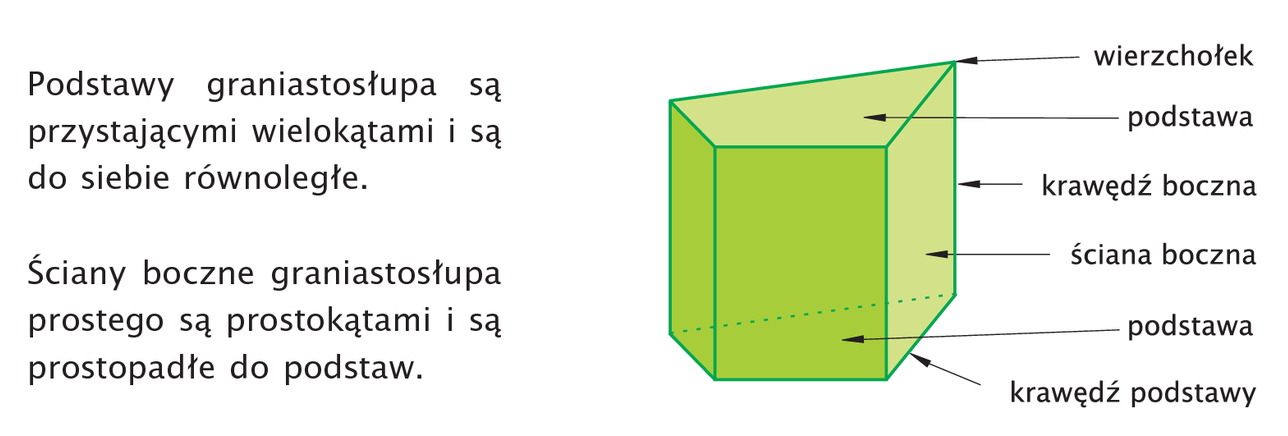 Podstawy graniastosłupa są
przystającymi wielokątami i są
do siebie równoległe.
Ściany boczne graniastosłupa
prostego są prostokątami i są
prostopadłe do podstaw.
wierzchołek
podstawa
krawędź boczna
ściana boczna
podstawa
krawędź podstawy